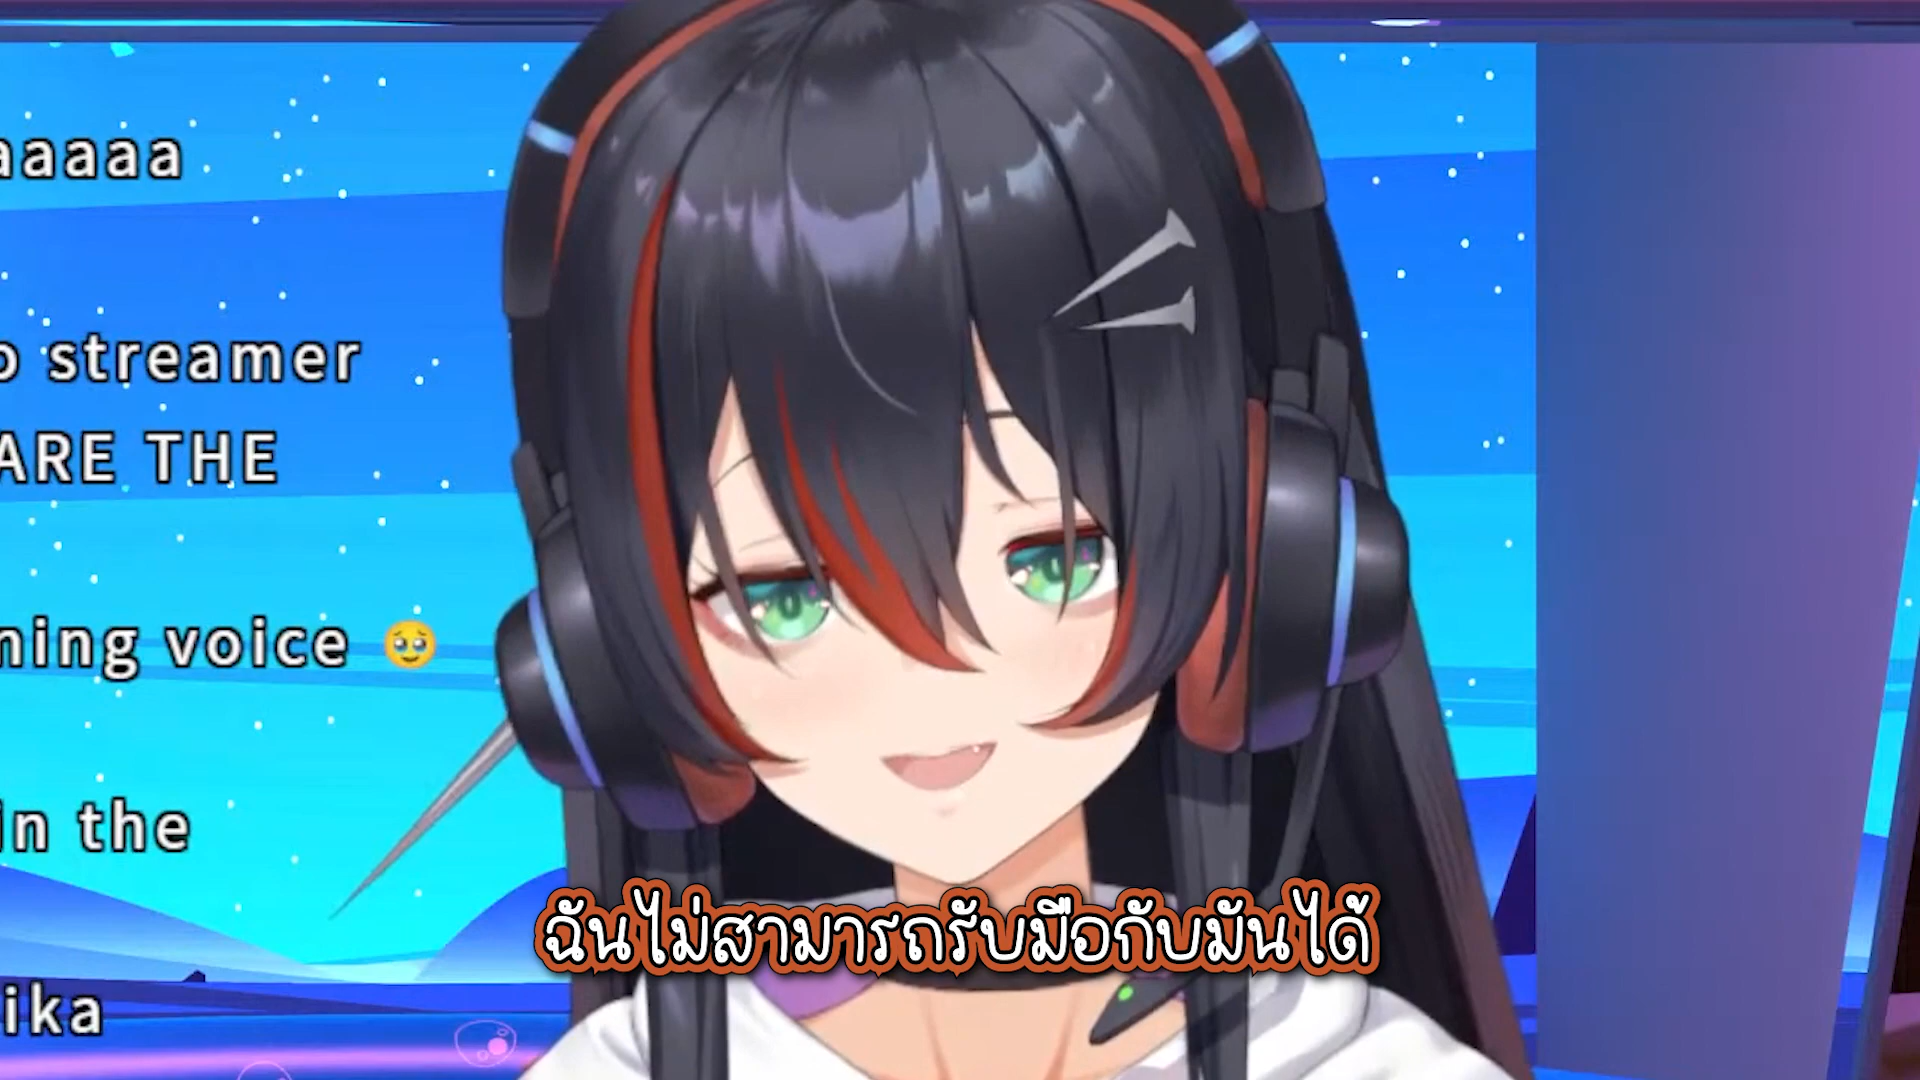 aaaaa
o streamer
ARE THE
ning voice 🥹
in the
ika
ฉันไม่สามารถรับมือกับมันได้